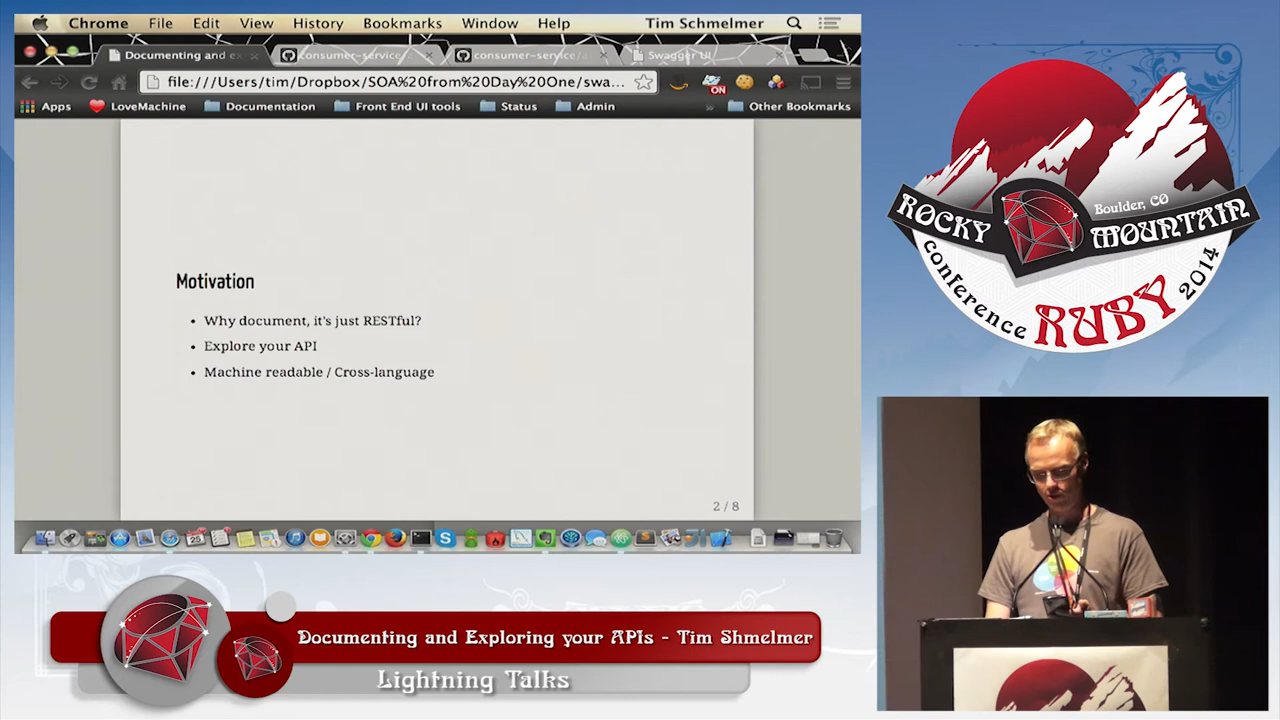 Chrome File Edit View History Bookmarks Window Help Tim Schmelmer
Documenting and ex consumer-service consumer-service/a Swagger UI
file:///Users/tim/Dropbox/SOA%20from%20Day%20One/swa...
ON
Apps LoveMachine Documentation Front End UI tools Status Admin » Other Bookmarks
Motivation
• Why document, it's just RESTful?
• Explore your API
• Machine readable / Cross-language
2 / 8
Boulder, CO
ROCKY MOUNTAIN
conference RUBY 2014
Documenting and Exploring your APIs - Tim Shmelmer
Lightning Talks